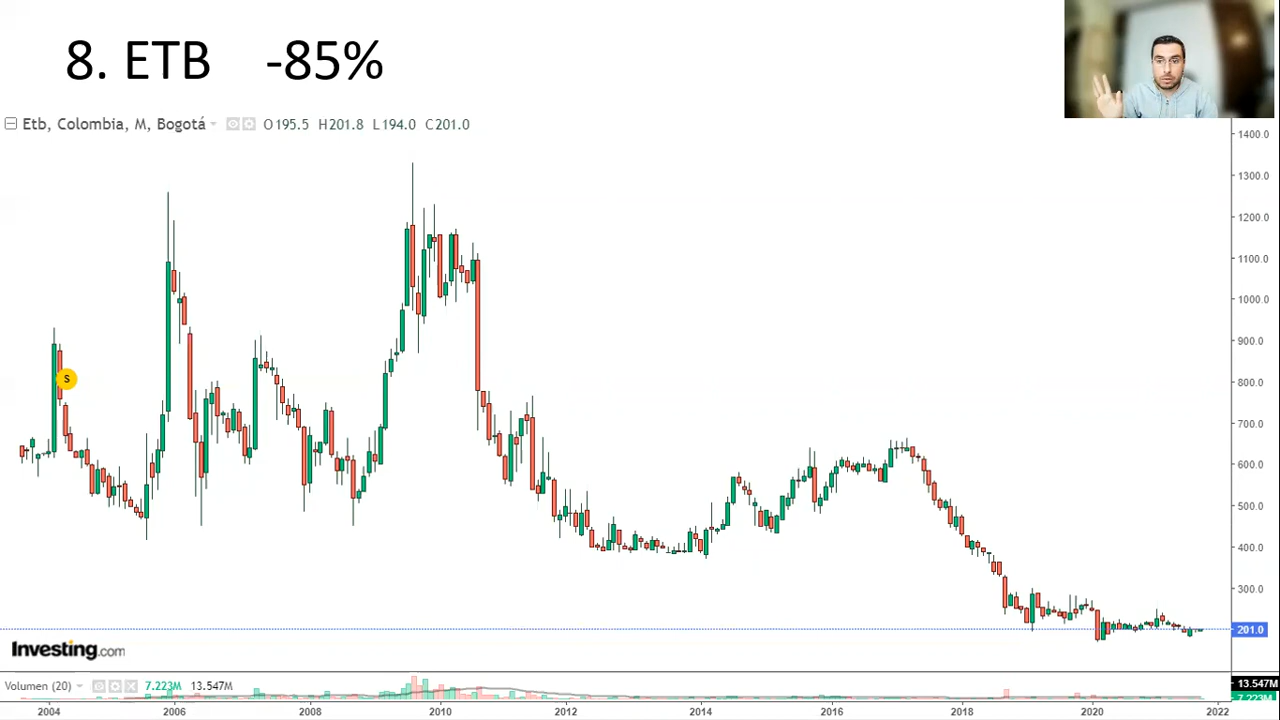 8. ETB -85%
Etb, Colombia, M, Bogotá O195.5 H201.8 L194.0 C201.0
1400.0
1300.0
S
1200.0
1100.0
1000.0
900.0
800.0
700.0
600.0
500.0
400.0
300.0
201.0
Investing.com
Volumen (20) 7.223M 13.547M
13.547M
7.223M
2004 2006 2008 2010 2012 2014 2016 2018 2020 2022